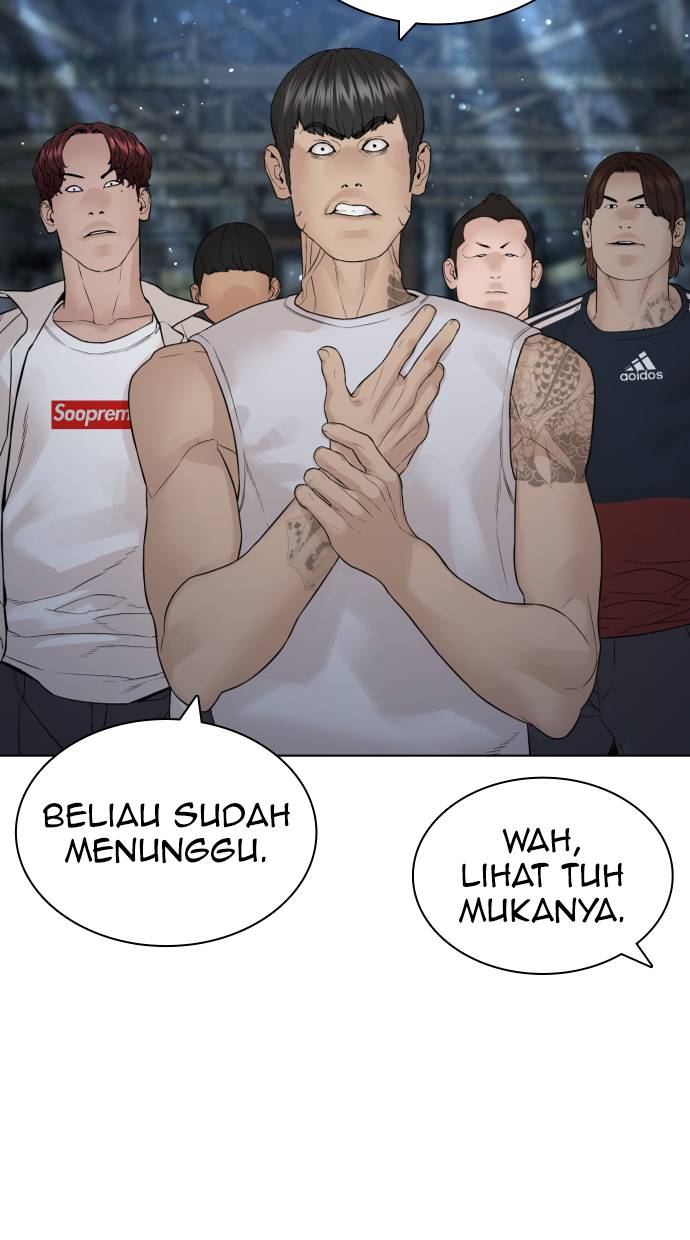 Sooprem
aoidos
BELIAU SUDAH
MENUNGGU.
WAH,
LIHAT TUH
MUKANYA.